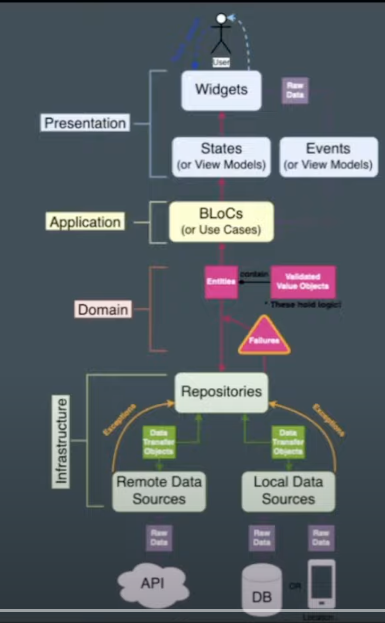 User
Widgets
Raw
Data
Presentation
States
(or View Models)
Events
(or View Models)
Application
BLoCs
(or Use Cases)
Entities
contain
Validated
Value Objects
* These hold logic!
Domain
Failures
Infrastructure
Repositories
Exceptions
Exceptions
Data
Transfer
Objects
Data
Transfer
Objects
Remote Data
Sources
Local Data
Sources
Raw
Data
Raw
Data
Raw
Data
API
DB
OR
Location...